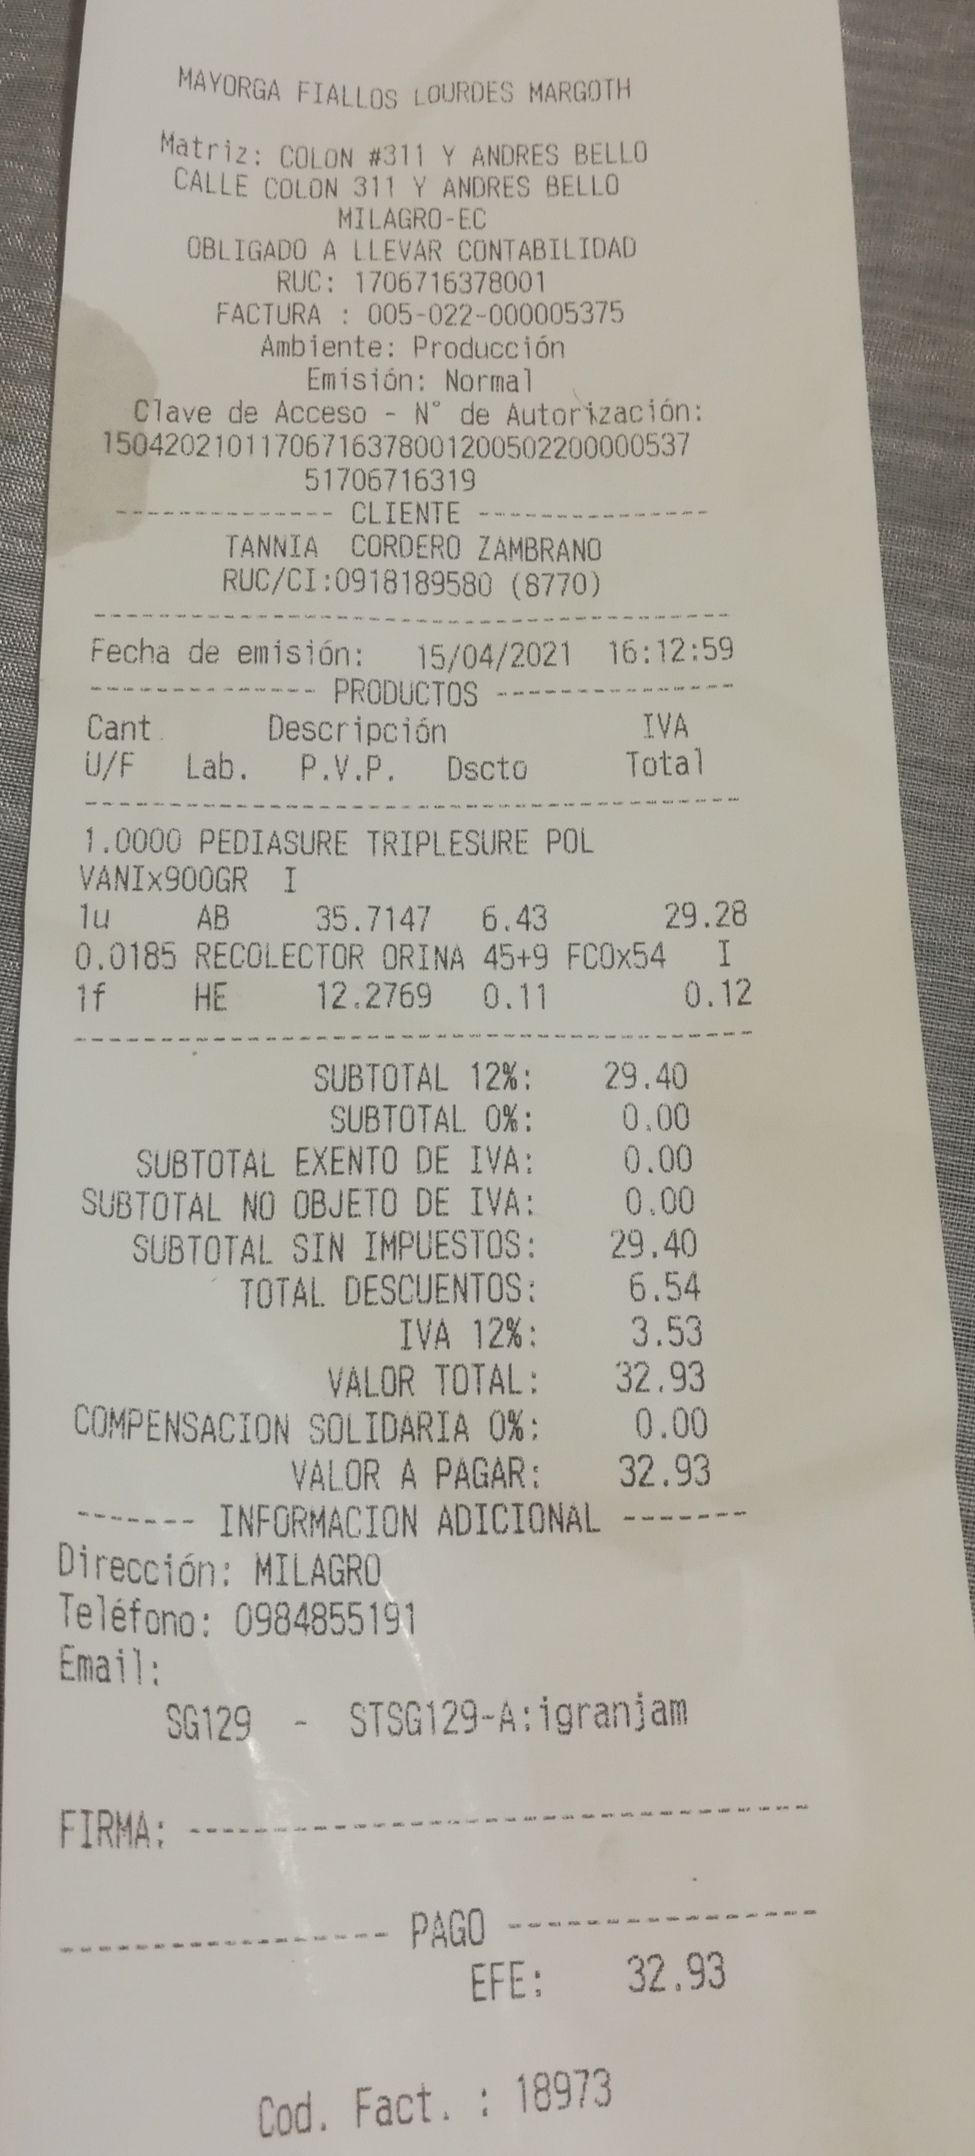 MAYORGA FIALLOS LOURDES MARGOTH
Matriz: COLON #311 Y ANDRES BELLO
CALLE COLON 311 Y ANDRES BELLO
MILAGRO-EC
OBLIGADO A LLEVAR CONTABILIDAD
RUC: 1706716378001
FACTURA : 005-022-000005375
Ambiente: Producción
Emisión: Normal
Clave de Acceso - N° de Autorización:
15042021011706716378001200502200000537
51706716319
-------------- CLIENTE ---------------
TANNIA CORDERO ZAMBRANO
RUC/CI:0918189580 (8770)
----------------------------------------
Fecha de emisión: 15/04/2021 16:12:59
-------------- PRODUCTOS ---------------
Cant Descripción IVA
U/F Lab. P.V.P. Dscto Total
----------------------------------------
1.0000 PEDIASURE TRIPLESURE POL
VANIx900GR I
1u AB 35.7147 6.43 29.28
0.0185 RECOLECTOR ORINA 45+9 FCOx54 I
1f HE 12.2769 0.11 0.12
----------------------------------------
SUBTOTAL 12%: 29.40
SUBTOTAL 0%: 0.00
SUBTOTAL EXENTO DE IVA: 0.00
SUBTOTAL NO OBJETO DE IVA: 0.00
SUBTOTAL SIN IMPUESTOS: 29.40
TOTAL DESCUENTOS: 6.54
IVA 12%: 3.53
VALOR TOTAL: 32.93
COMPENSACION SOLIDARIA 0%: 0.00
VALOR A PAGAR: 32.93
------- INFORMACION ADICIONAL -------
Dirección: MILAGRO
Teléfono: 0984855191
Email:
SG129 - STSG129-A:igranjam
FIRMA: ------------------------------------
------------------ PAGO ------------------
EFE: 32.93
Cod. Fact. : 18973